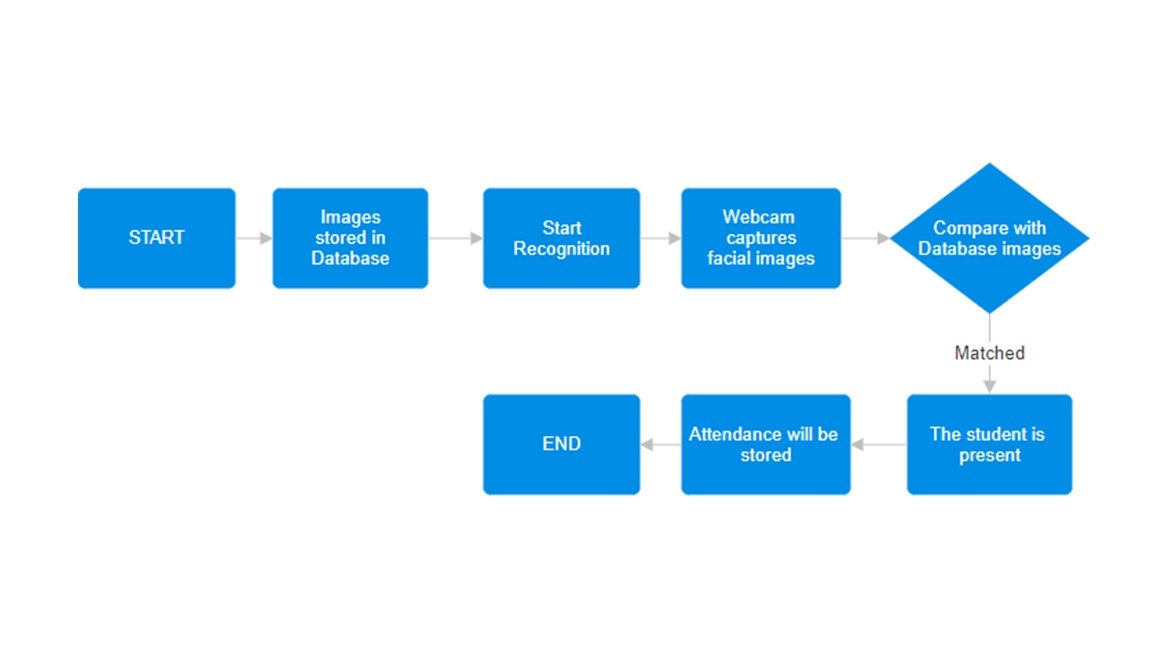 START
Images
stored in
Database
Start
Recognition
Webcam
captures
facial images
Compare with
Database images
Matched
The student is
present
Attendance will be
stored
END